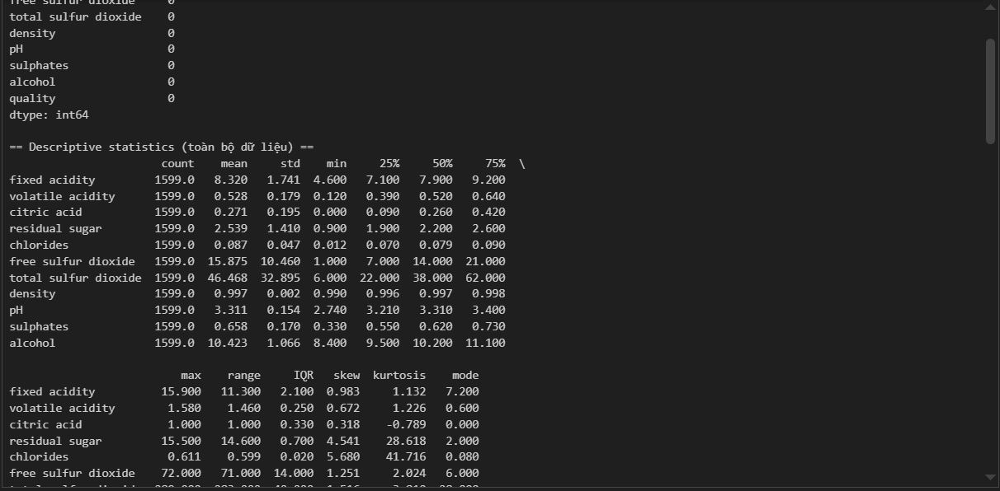 free sulfur dioxide 0
total sulfur dioxide 0
density 0
pH 0
sulphates 0
alcohol 0
quality 0
dtype: int64
== Descriptive statistics (toàn bộ dữ liệu) ==
count mean std min 25% 50% 75% \
fixed acidity 1599.0 8.320 1.741 4.600 7.100 7.900 9.200
volatile acidity 1599.0 0.528 0.179 0.120 0.390 0.520 0.640
citric acid 1599.0 0.271 0.195 0.000 0.090 0.260 0.420
residual sugar 1599.0 2.539 1.410 0.900 1.900 2.200 2.600
chlorides 1599.0 0.087 0.047 0.012 0.070 0.079 0.090
free sulfur dioxide 1599.0 15.875 10.460 1.000 7.000 14.000 21.000
total sulfur dioxide 1599.0 46.468 32.895 6.000 22.000 38.000 62.000
density 1599.0 0.997 0.002 0.990 0.996 0.997 0.998
pH 1599.0 3.311 0.154 2.740 3.210 3.310 3.400
sulphates 1599.0 0.658 0.170 0.330 0.550 0.620 0.730
alcohol 1599.0 10.423 1.066 8.400 9.500 10.200 11.100
max range IQR skew kurtosis mode
fixed acidity 15.900 11.300 2.100 0.983 1.132 7.200
volatile acidity 1.580 1.460 0.250 0.672 1.226 0.600
citric acid 1.000 1.000 0.330 0.318 -0.789 0.000
residual sugar 15.500 14.600 0.700 4.541 28.618 2.000
chlorides 0.611 0.599 0.020 5.680 41.716 0.080
free sulfur dioxide 72.000 71.000 14.000 1.251 2.024 6.000
total sulfur dioxide